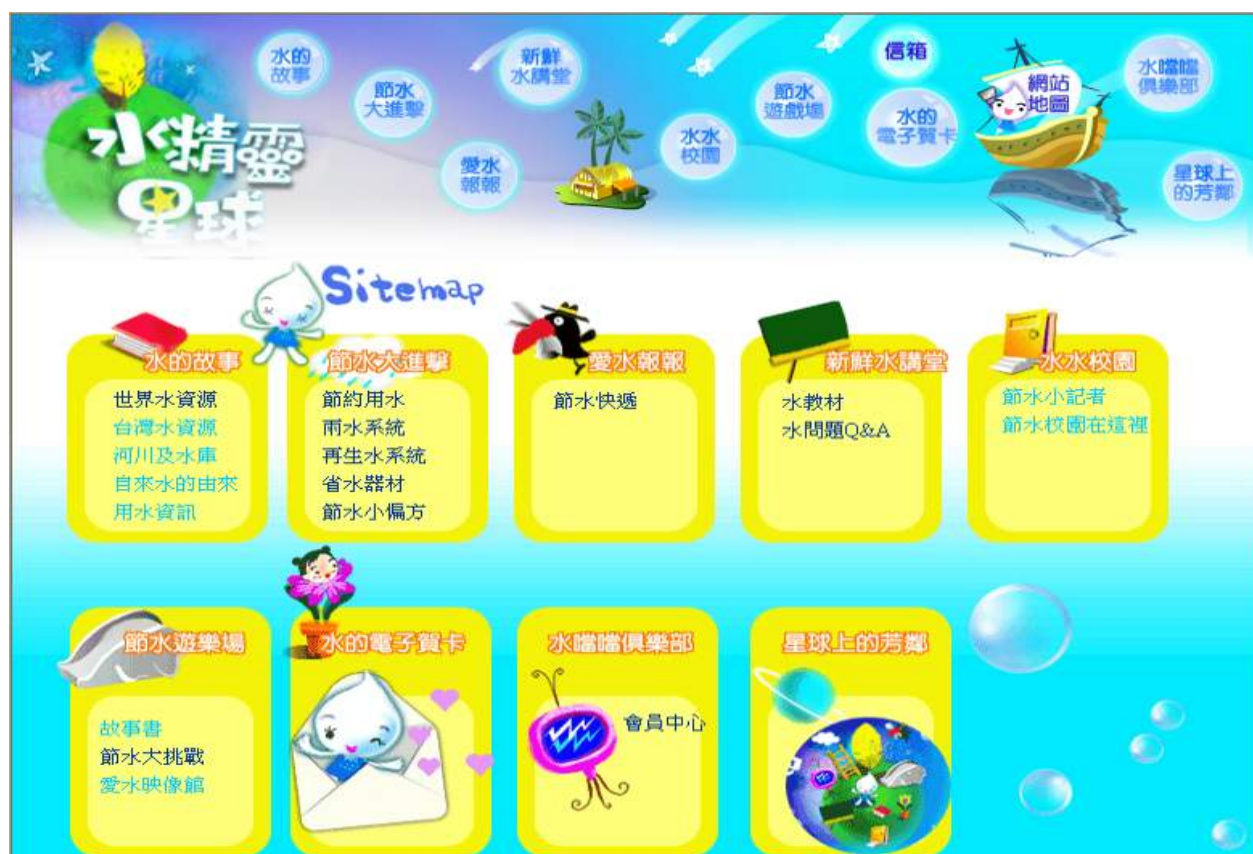 水精靈
星球
水的
故事
節水
大進擊
新鮮
水講堂
愛水
報報
水水
校園
節水
遊戲場
信箱
水的
電子賀卡
網站
地圖
水噹噹
俱樂部
星球上
的芳鄰
Sitemap
水的故事
世界水資源
台灣水資源
河川及水庫
自來水的由來
用水資訊
節水大進擊
節約用水
雨水系統
再生水系統
省水器材
節水小偏方
愛水報報
節水快遞
新鮮水講堂
水教材
水問題Q&A
水水校園
節水小記者
節水校園在這裡
節水遊樂場
故事書
節水大挑戰
愛水映像館
水的電子賀卡
水噹噹俱樂部
會員中心
星球上的芳鄰